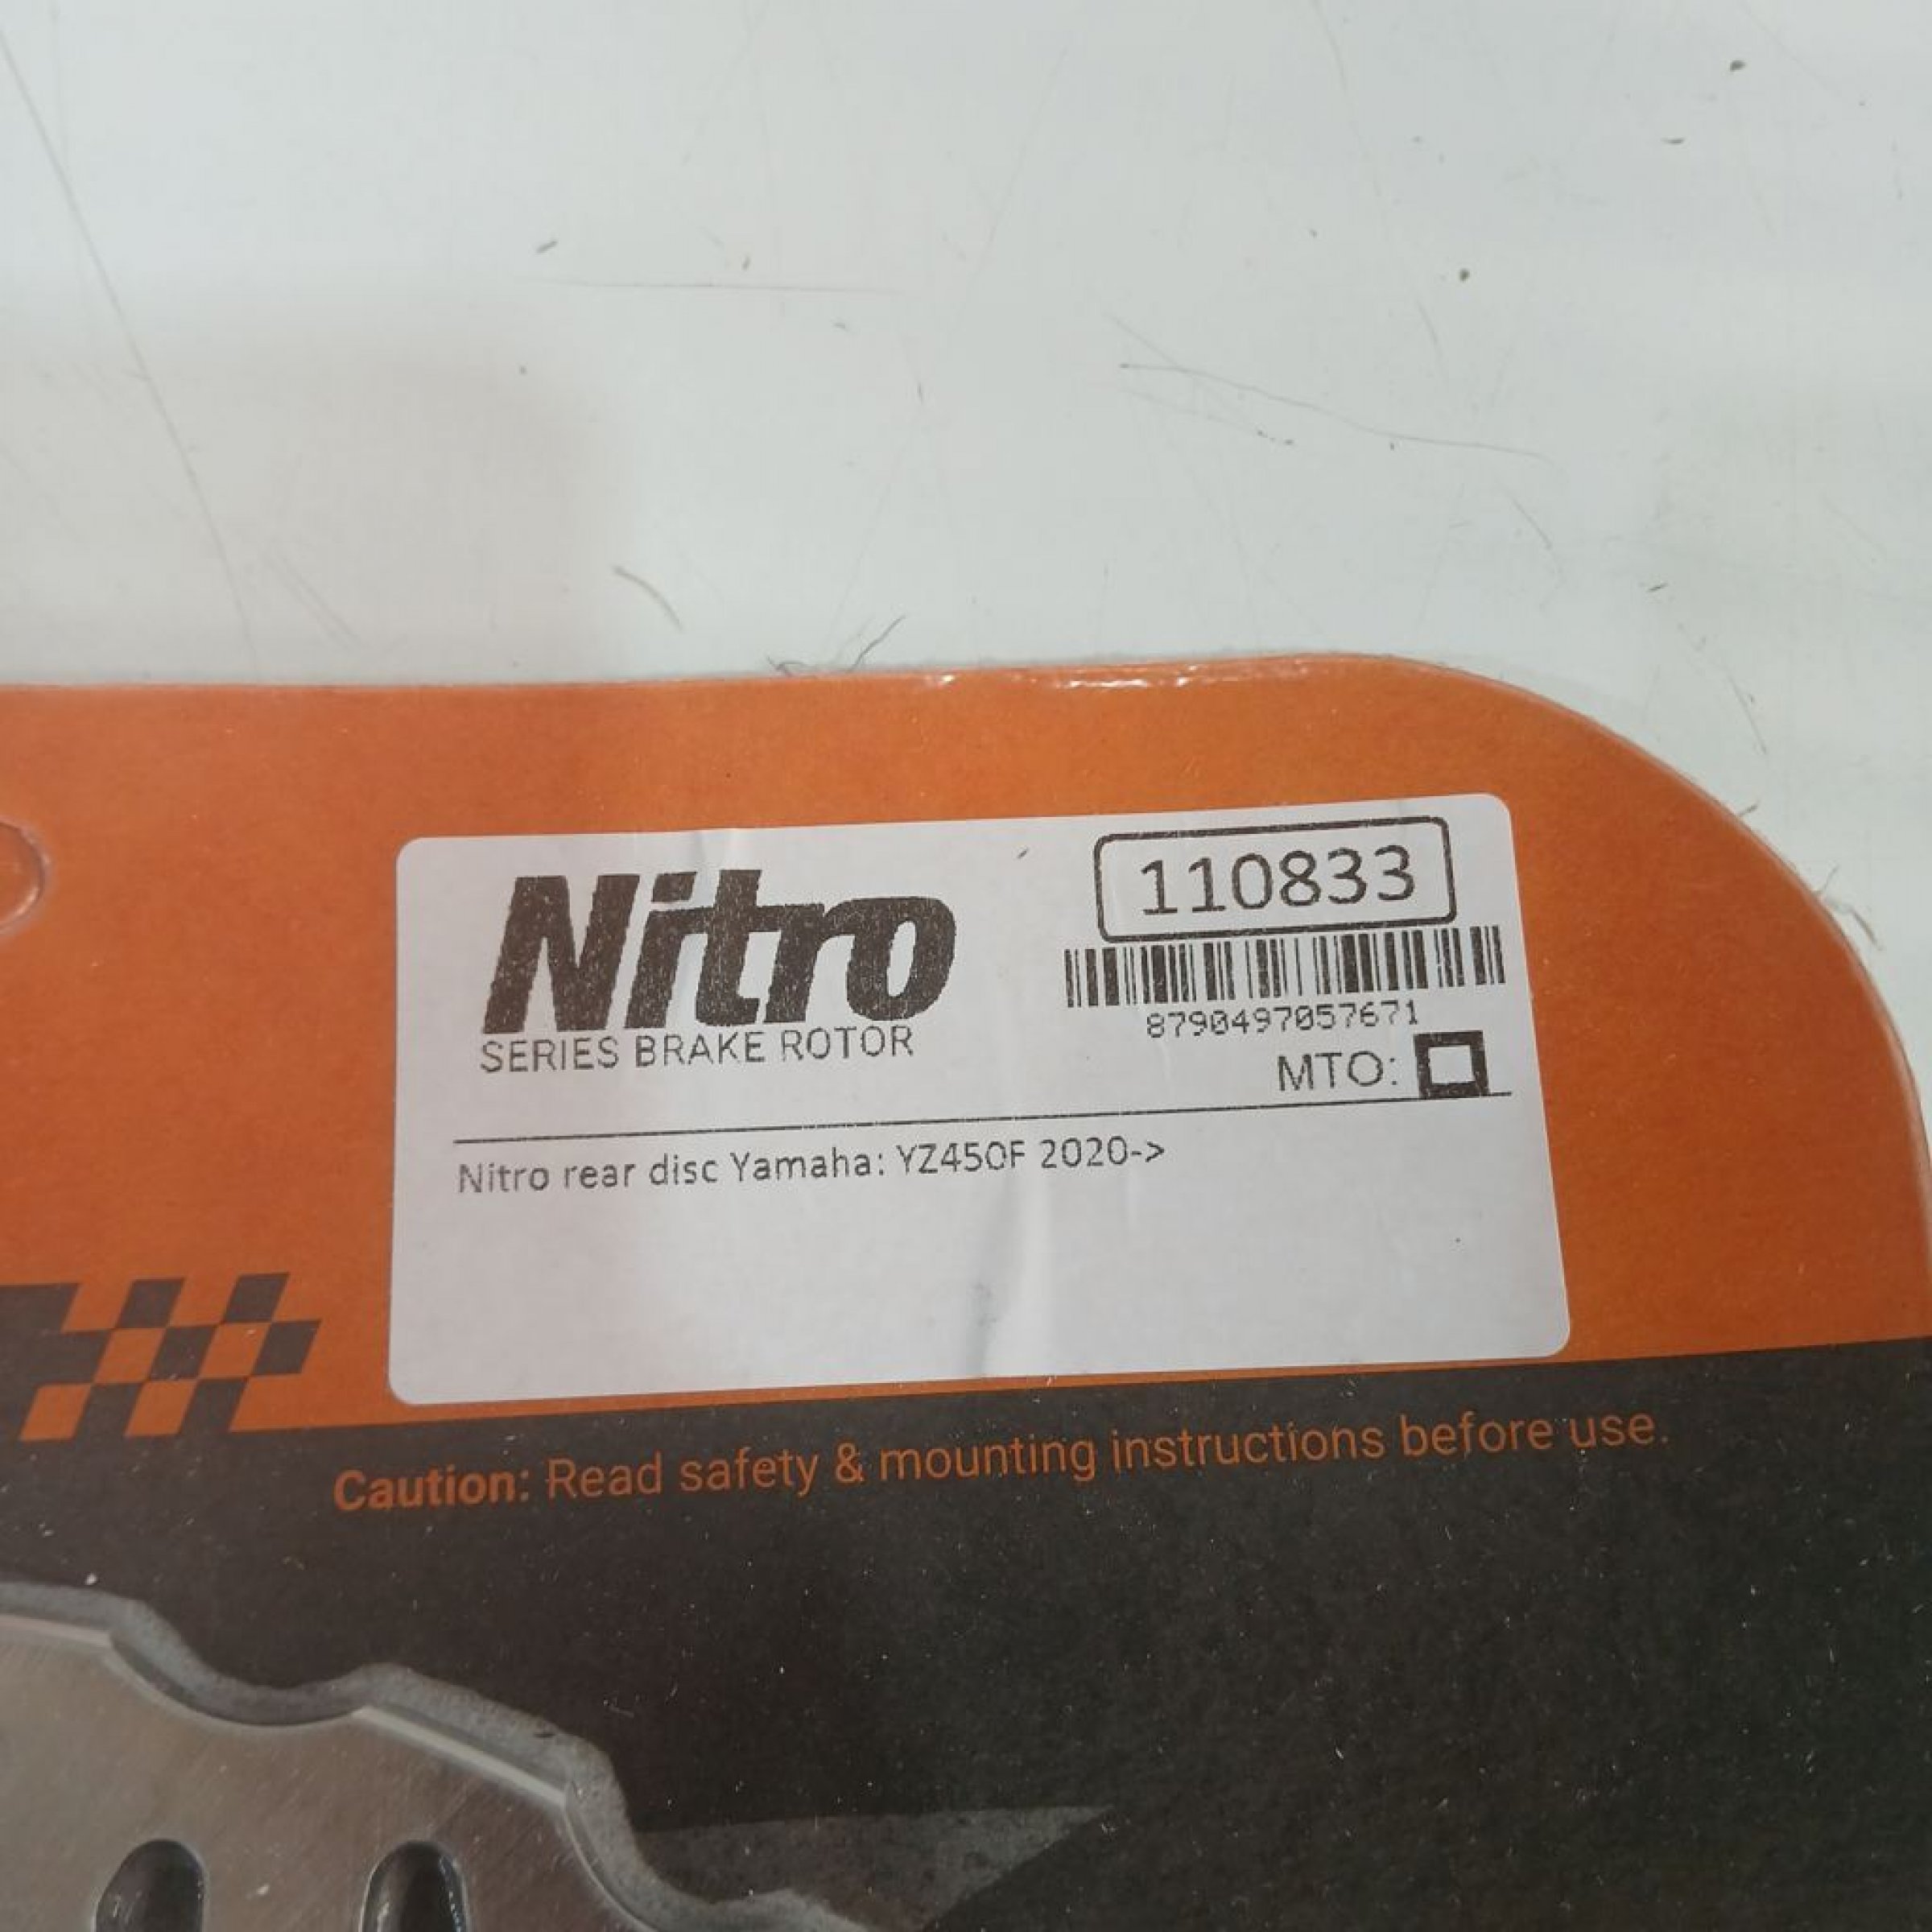 Nitro
SERIES BRAKE ROTOR
110833
8790497057671
MTO:
Nitro rear disc Yamaha: YZ450F 2020->
Caution: Read safety & mounting instructions before use.